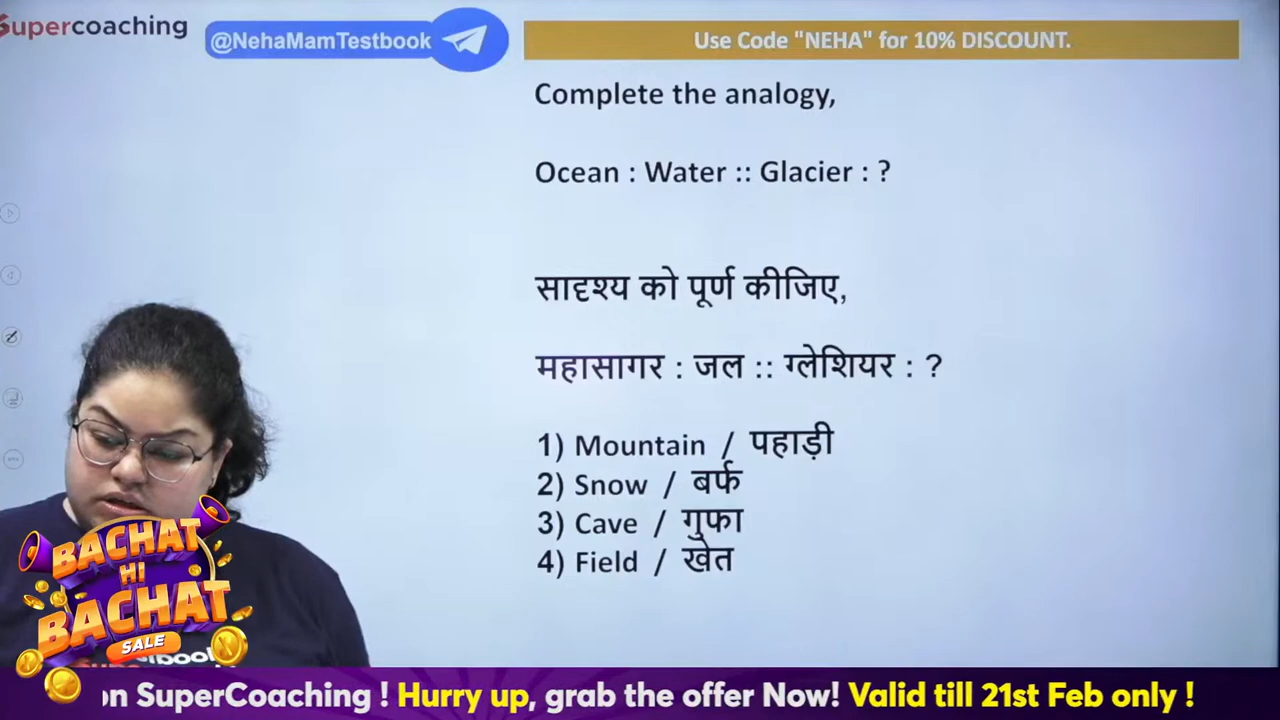 Supercoaching
@NehaMamTestbook
Use Code "NEHA" for 10% DISCOUNT.
Complete the analogy,
Ocean : Water :: Glacier : ?
सादृश्य को पूर्ण कीजिए,
महासागर : जल :: ग्लेशियर : ?
1) Mountain / पहाड़ी
2) Snow / बर्फ
3) Cave / गुफा
4) Field / खेत
BACHAT
HI
BACHAT
SALE
on SuperCoaching ! Hurry up, grab the offer Now! Valid till 21st Feb only !